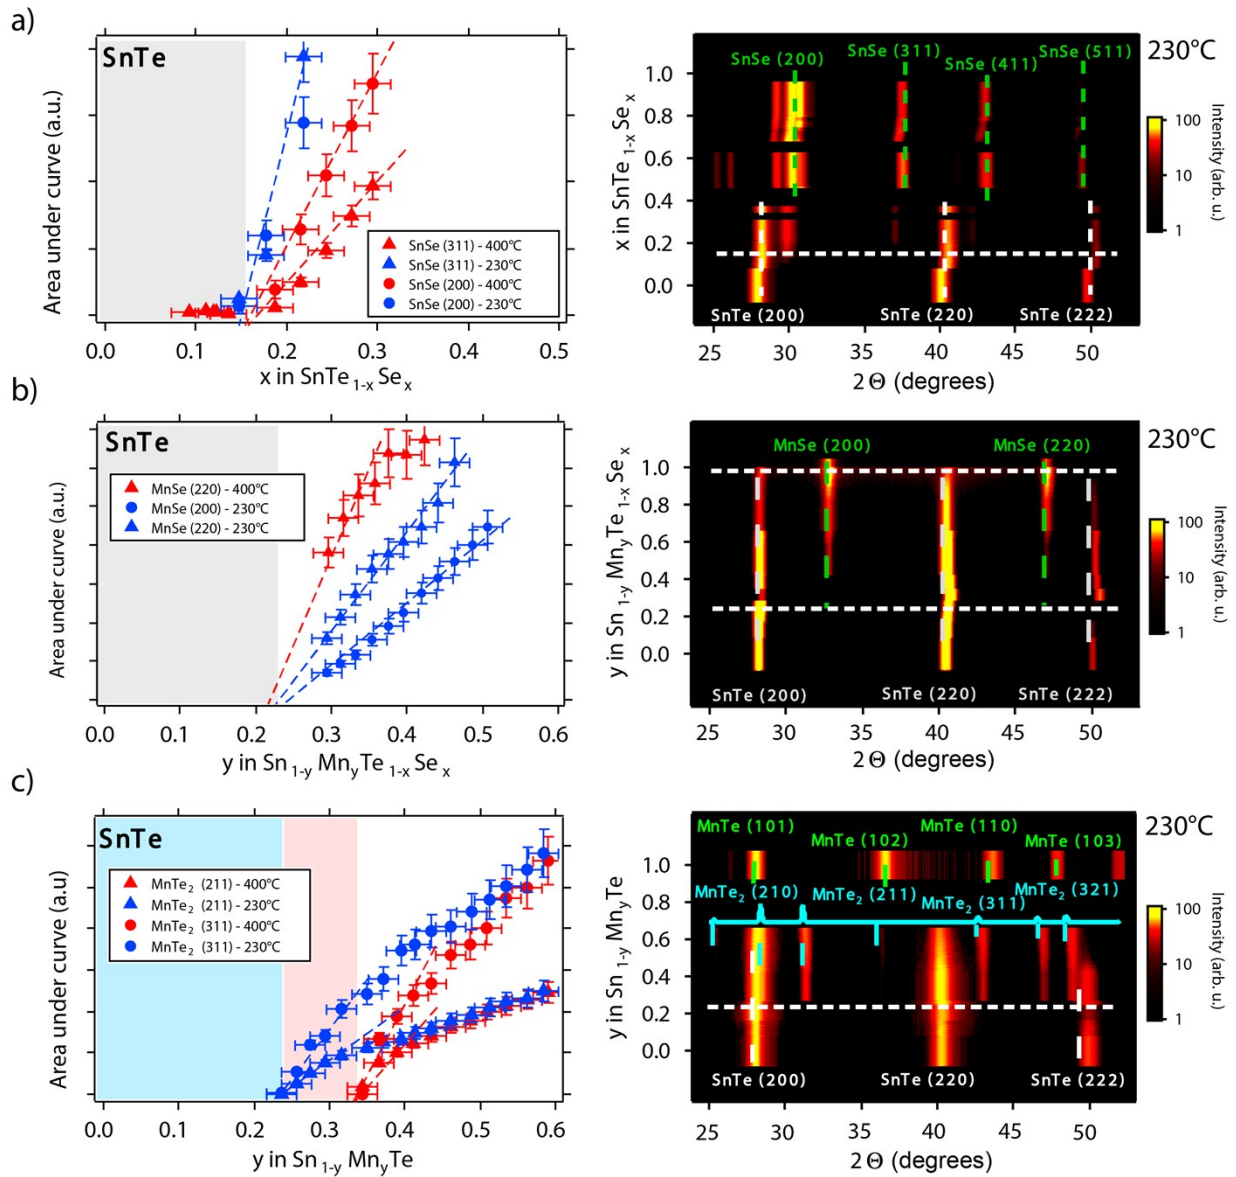 a)
SnTe
Area under curve (a.u.)
SnSe (311) - 400°C
SnSe (311) - 230°C
SnSe (200) - 400°C
SnSe (200) - 230°C
0.0 0.1 0.2 0.3 0.4 0.5
x in SnTe1-x Sex
230°C
SnSe (200) SnSe (311) SnSe (411) SnSe (511)
x in SnTe1-x Sex
1.0
0.8
0.6
0.4
0.2
0.0
SnTe (200) SnTe (220) SnTe (222)
25 30 35 40 45 50
2Θ (degrees)
100
10
1
Intensity (arb. u.)
b)
SnTe
Area under curve (a.u.)
MnSe (220) - 400°C
MnSe (200) - 230°C
MnSe (220) - 230°C
0.0 0.1 0.2 0.3 0.4 0.5 0.6
y in Sn1-y MnyTe1-x Sex
230°C
MnSe (200) MnSe (220)
y in Sn1-y MnyTe1-x Sex
1.0
0.8
0.6
0.4
0.2
0.0
SnTe (200) SnTe (220) SnTe (222)
25 30 35 40 45 50
2Θ (degrees)
100
10
1
Intensity (arb. u.)
c)
SnTe
Area under curve (a.u)
MnTe2 (211) - 400°C
MnTe2 (211) - 230°C
MnTe2 (311) - 400°C
MnTe2 (311) - 230°C
0.0 0.1 0.2 0.3 0.4 0.5 0.6
y in Sn1-y MnyTe
230°C
MnTe (101) MnTe (102) MnTe (110) MnTe (103)
MnTe2 (210) MnTe2 (211) MnTe2 (311) MnTe2 (321)
y in Sn1-y MnyTe
1.0
0.8
0.6
0.4
0.2
0.0
SnTe (200) SnTe (220) SnTe (222)
25 30 35 40 45 50
2Θ (degrees)
100
10
1
Intensity (arb. u.)